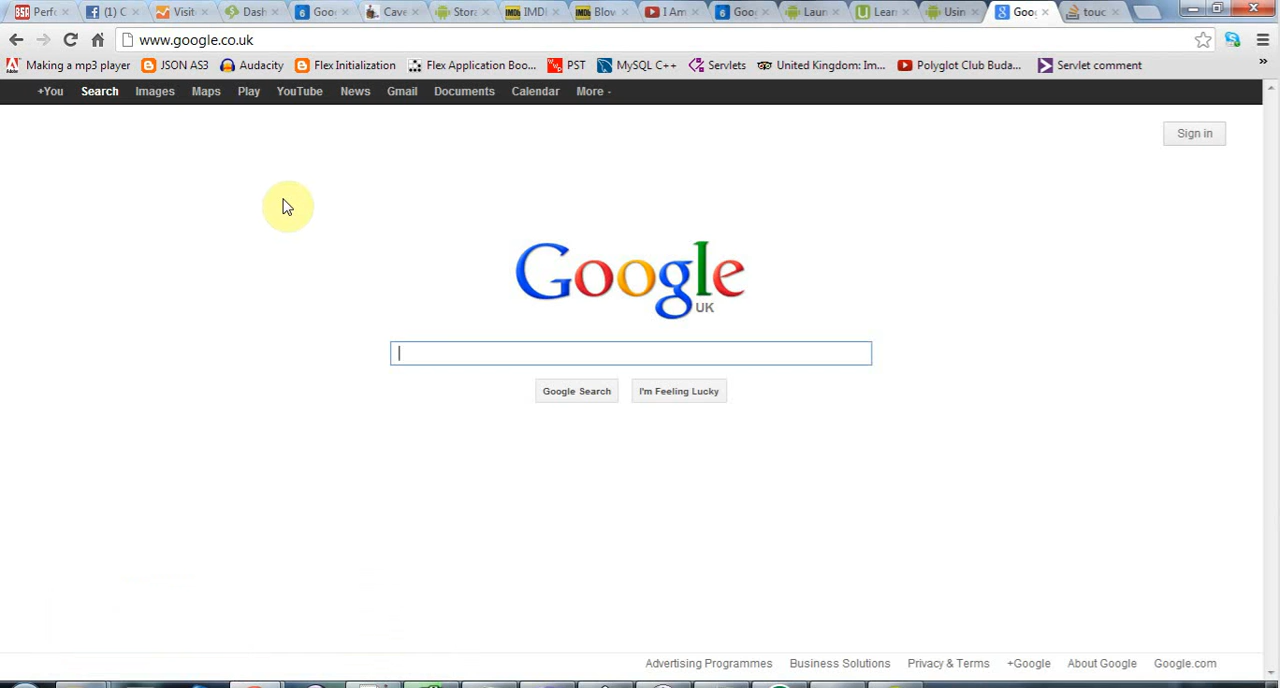 Perf (1) C Visit Dash Goo Cave Stor IMDb Blov I Am Goo Laun Lear Usin Goo touc
www.google.co.uk
Making a mp3 player JSON AS3 Audacity Flex Initialization Flex Application Boo... PST MySQL C++ Servlets United Kingdom: Im... Polyglot Club Buda... Servlet comment »
+You Search Images Maps Play YouTube News Gmail Documents Calendar More
Sign in
Google
UK
Google Search I'm Feeling Lucky
Advertising Programmes Business Solutions Privacy & Terms +Google About Google Google.com